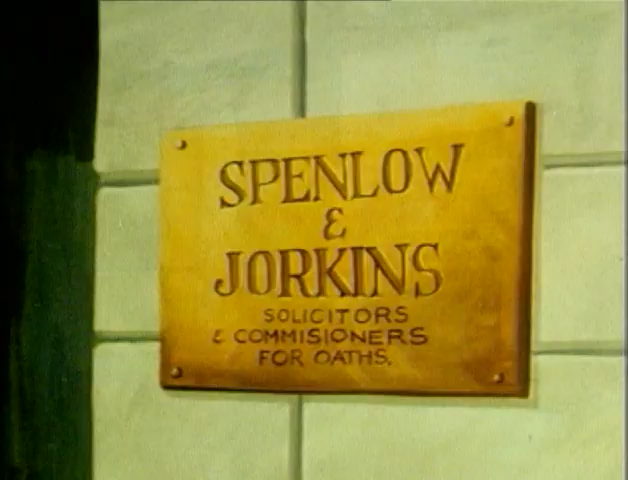 SPENLOW
&
JORKINS
SOLICITORS
& COMMISIONERS
FOR OATHS.